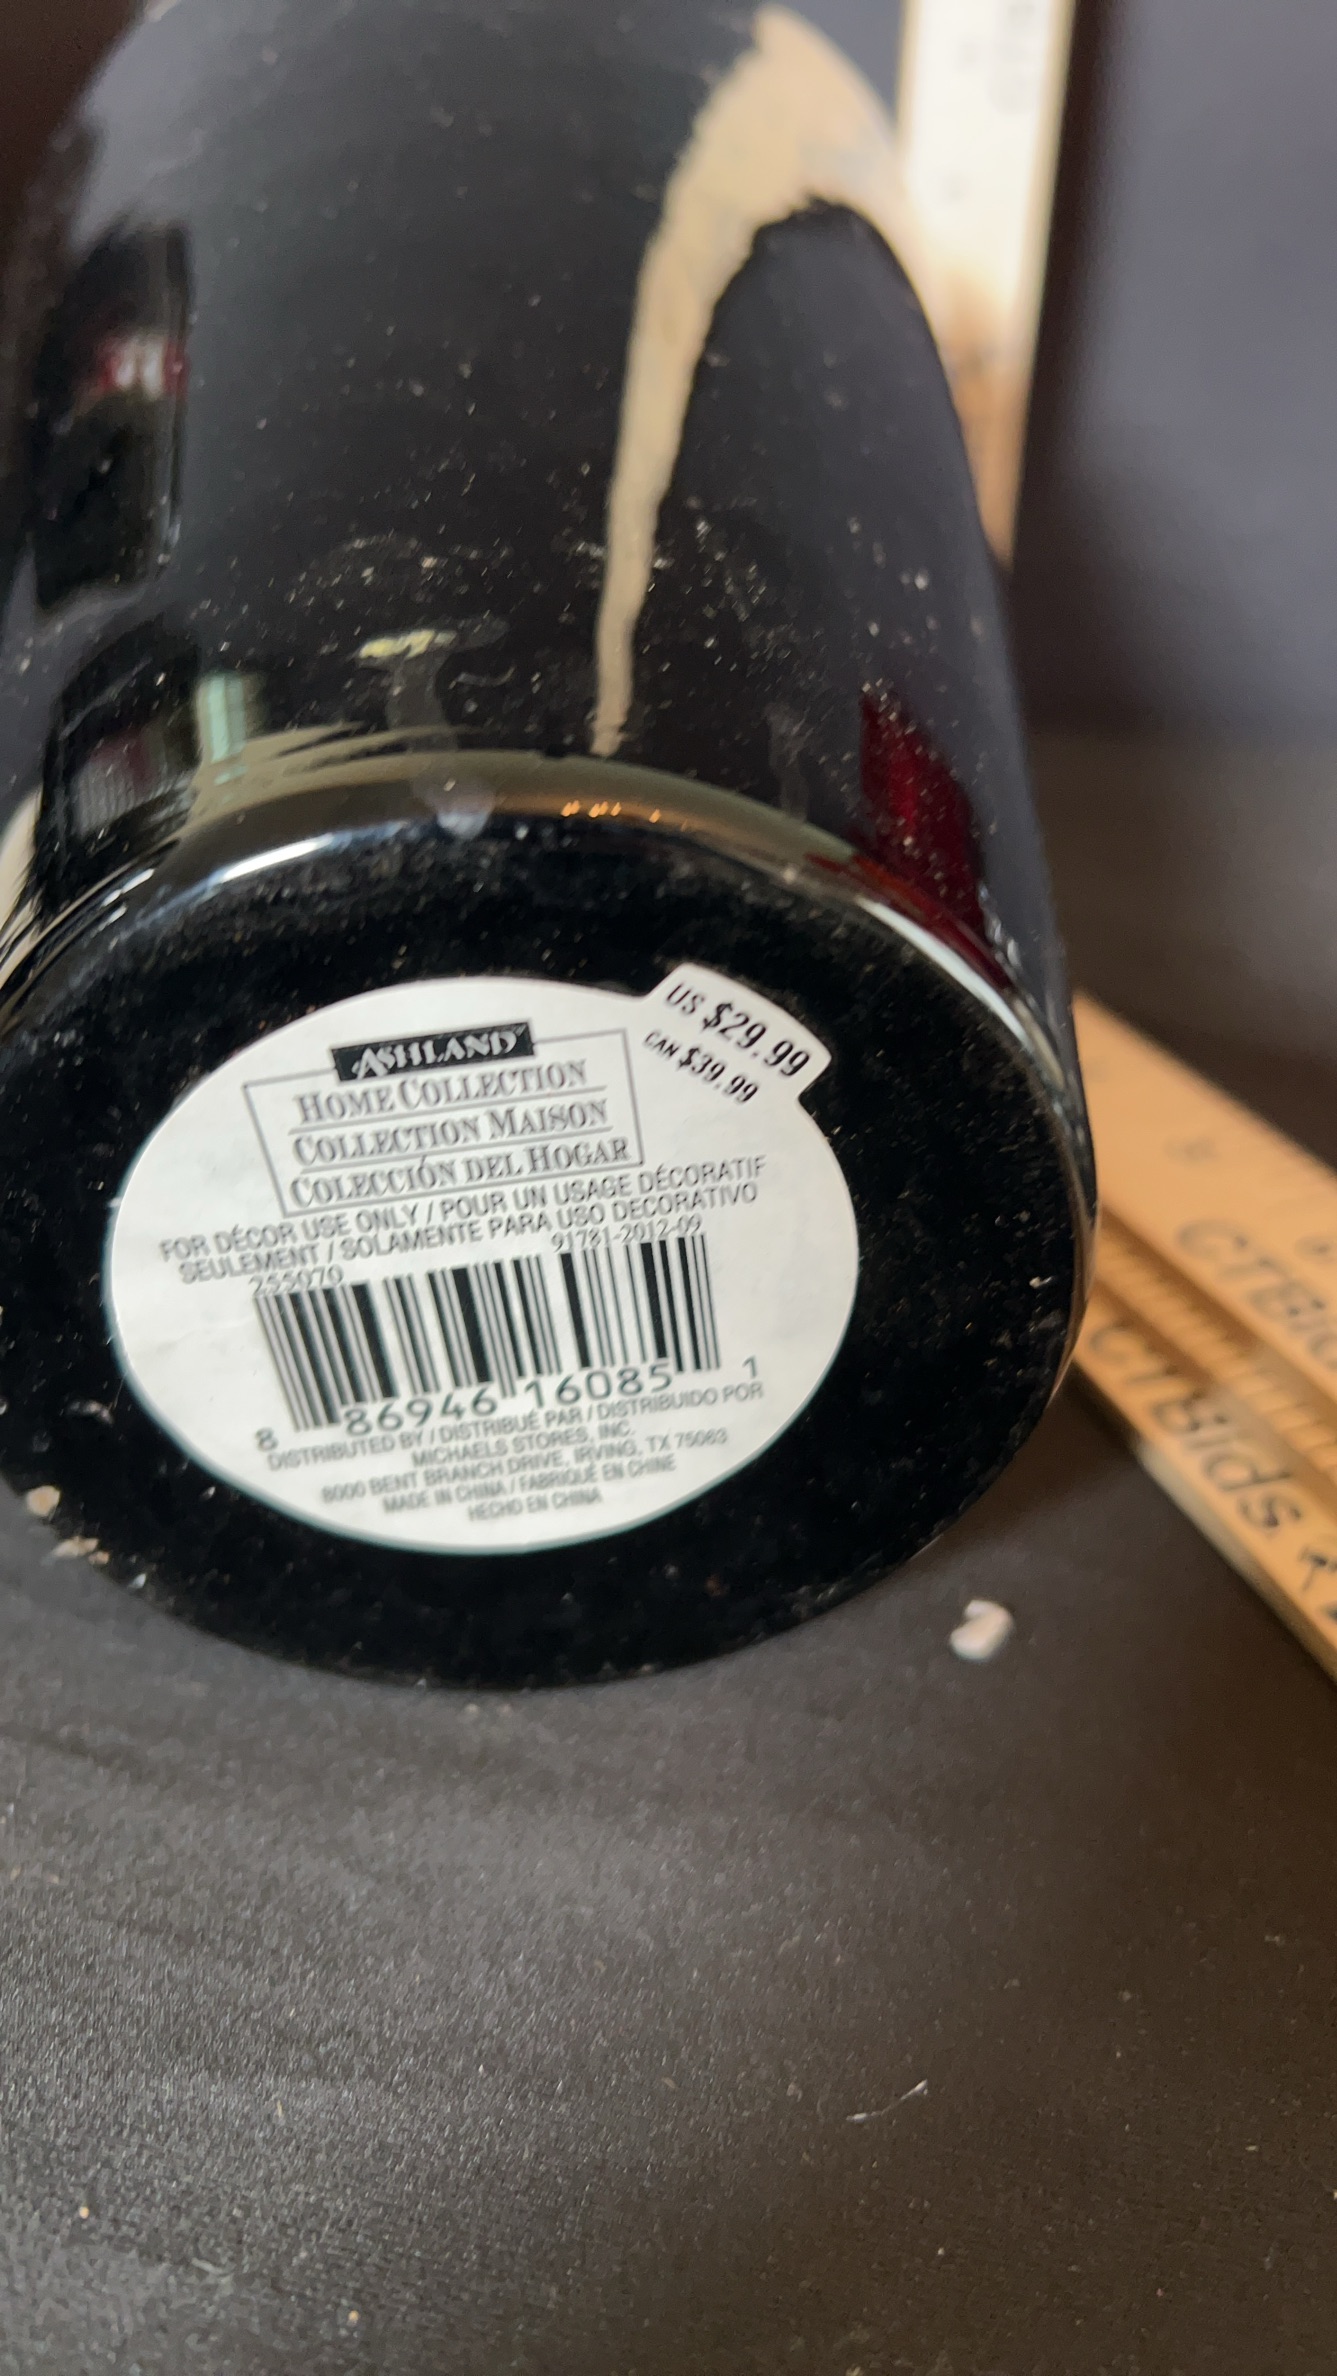 US $29.99
CAN $39.99
ASHLAND
HOME COLLECTION
COLLECTION MAISON
COLECCIÓN DEL HOGAR
FOR DÉCOR USE ONLY / POUR UN USAGE DÉCORATIF
SEULEMENT / SOLAMENTE PARA USO DECORATIVO
255070
91781-2012-09
8 86946 16085 1
DISTRIBUTED BY / DISTRIBUÉ PAR / DISTRIBUIDO POR
MICHAELS STORES, INC.
8000 BENT BRANCH DRIVE, IRVING, TX 75063
MADE IN CHINA / FABRIQUÉ EN CHINE
HECHO EN CHINA
CTBids